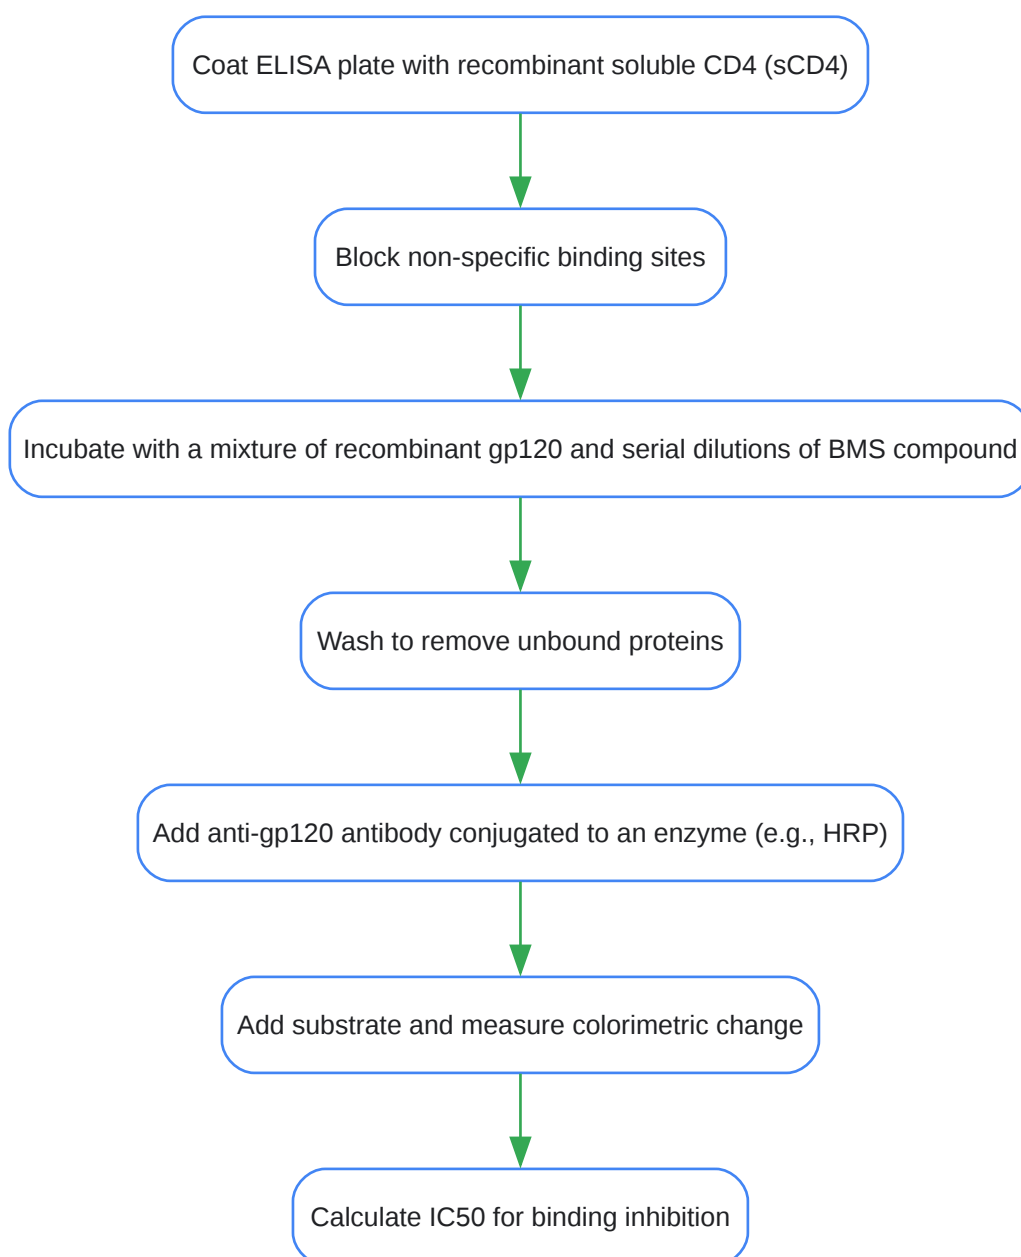 Coat ELISA plate with recombinant soluble CD4 (sCD4)
Block non-specific binding sites
Incubate with a mixture of recombinant gp120 and serial dilutions of BMS compound
Wash to remove unbound proteins
Add anti-gp120 antibody conjugated to an enzyme (e.g., HRP)
Add substrate and measure colorimetric change
Calculate IC50 for binding inhibition